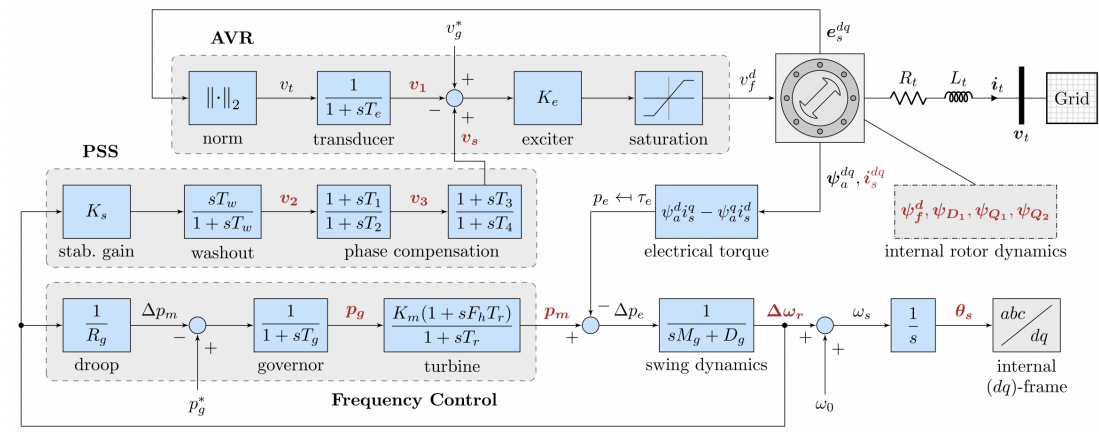 AVR
v_g^*
e_s^{dq}
‖·‖_2
v_t
1 / 1 + sT_e
v_1
−
+
+
v_s
K_e
v_f^d
R_t
L_t
i_t
v_t
Grid
norm
transducer
exciter
saturation
PSS
K_s
sT_w / 1 + sT_w
v_2
1 + sT_1 / 1 + sT_2
v_3
1 + sT_3 / 1 + sT_4
stab. gain
washout
phase compensation
p_e ↤ τ_e
ψ_a^d i_s^q − ψ_a^q i_s^d
ψ_a^{dq}, i_s^{dq}
electrical torque
ψ_f^d, ψ_{D_1}, ψ_{Q_1}, ψ_{Q_2}
internal rotor dynamics
1 / R_g
Δp_m
−
+
1 / 1 + sT_g
p_g
K_m(1 + sF_hT_r) / 1 + sT_r
p_m
+
−
Δp_e
1 / sM_g + D_g
Δω_r
+
+
ω_s
1 / s
θ_s
abc / dq
droop
governor
turbine
swing dynamics
internal
(dq)-frame
p_g^*
Frequency Control
ω_0